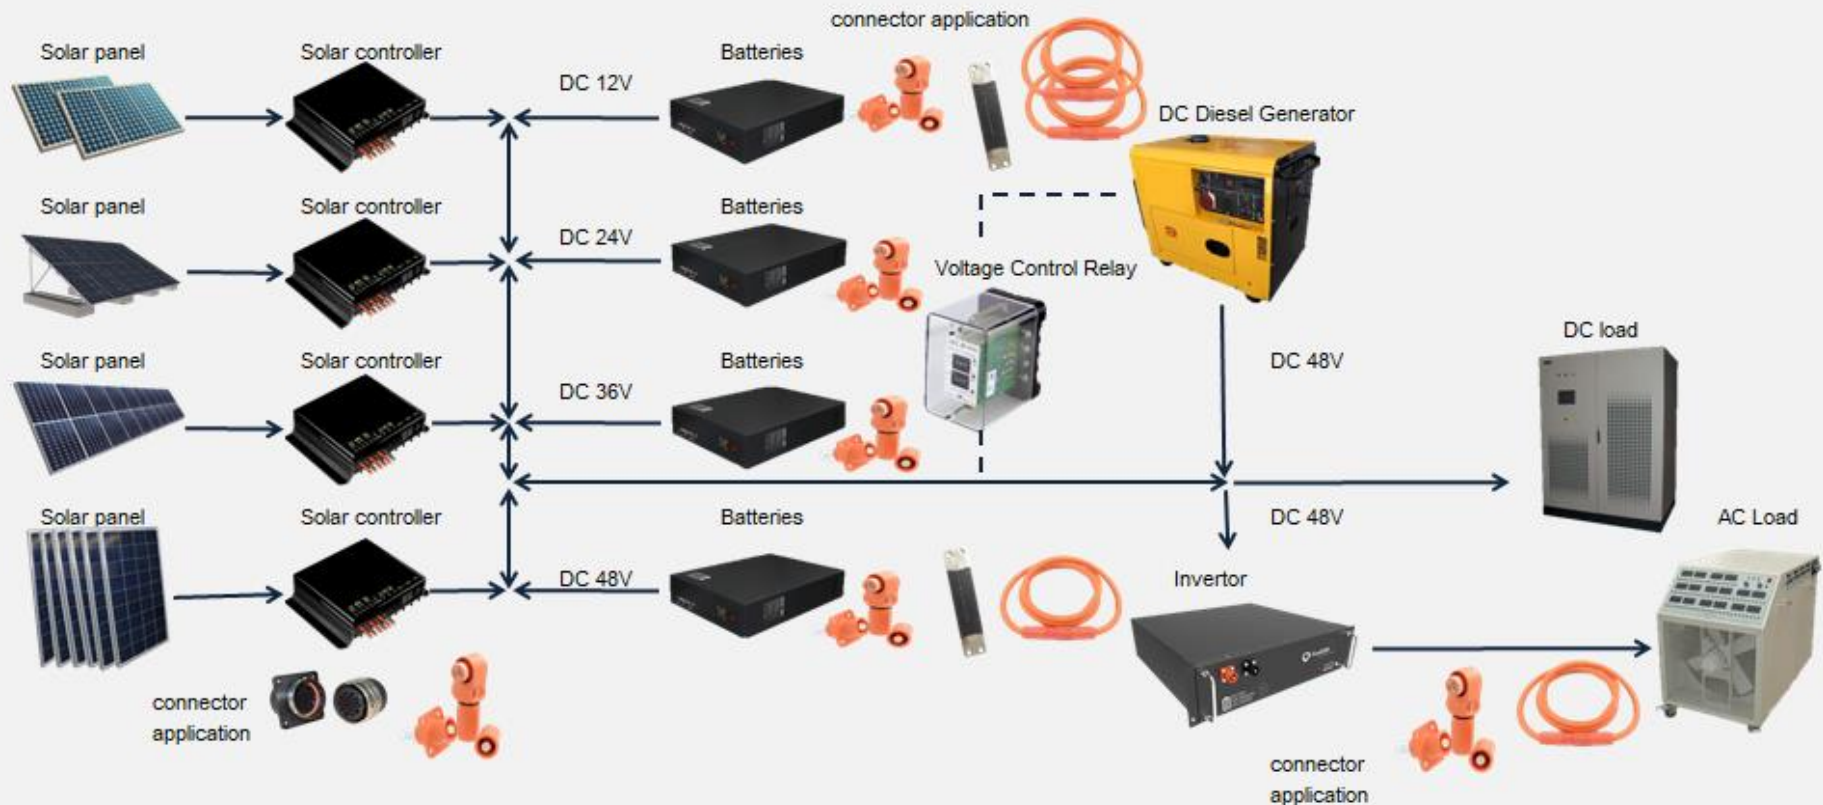 connector application
Solar panel
Solar controller
Batteries
DC 12V
DC Diesel Generator
Solar panel
Solar controller
Batteries
DC 24V
Voltage Control Relay
Solar panel
Solar controller
Batteries
DC 36V
DC 48V
DC load
Solar panel
Solar controller
Batteries
DC 48V
AC Load
DC 48V
Invertor
connector
application
connector
application